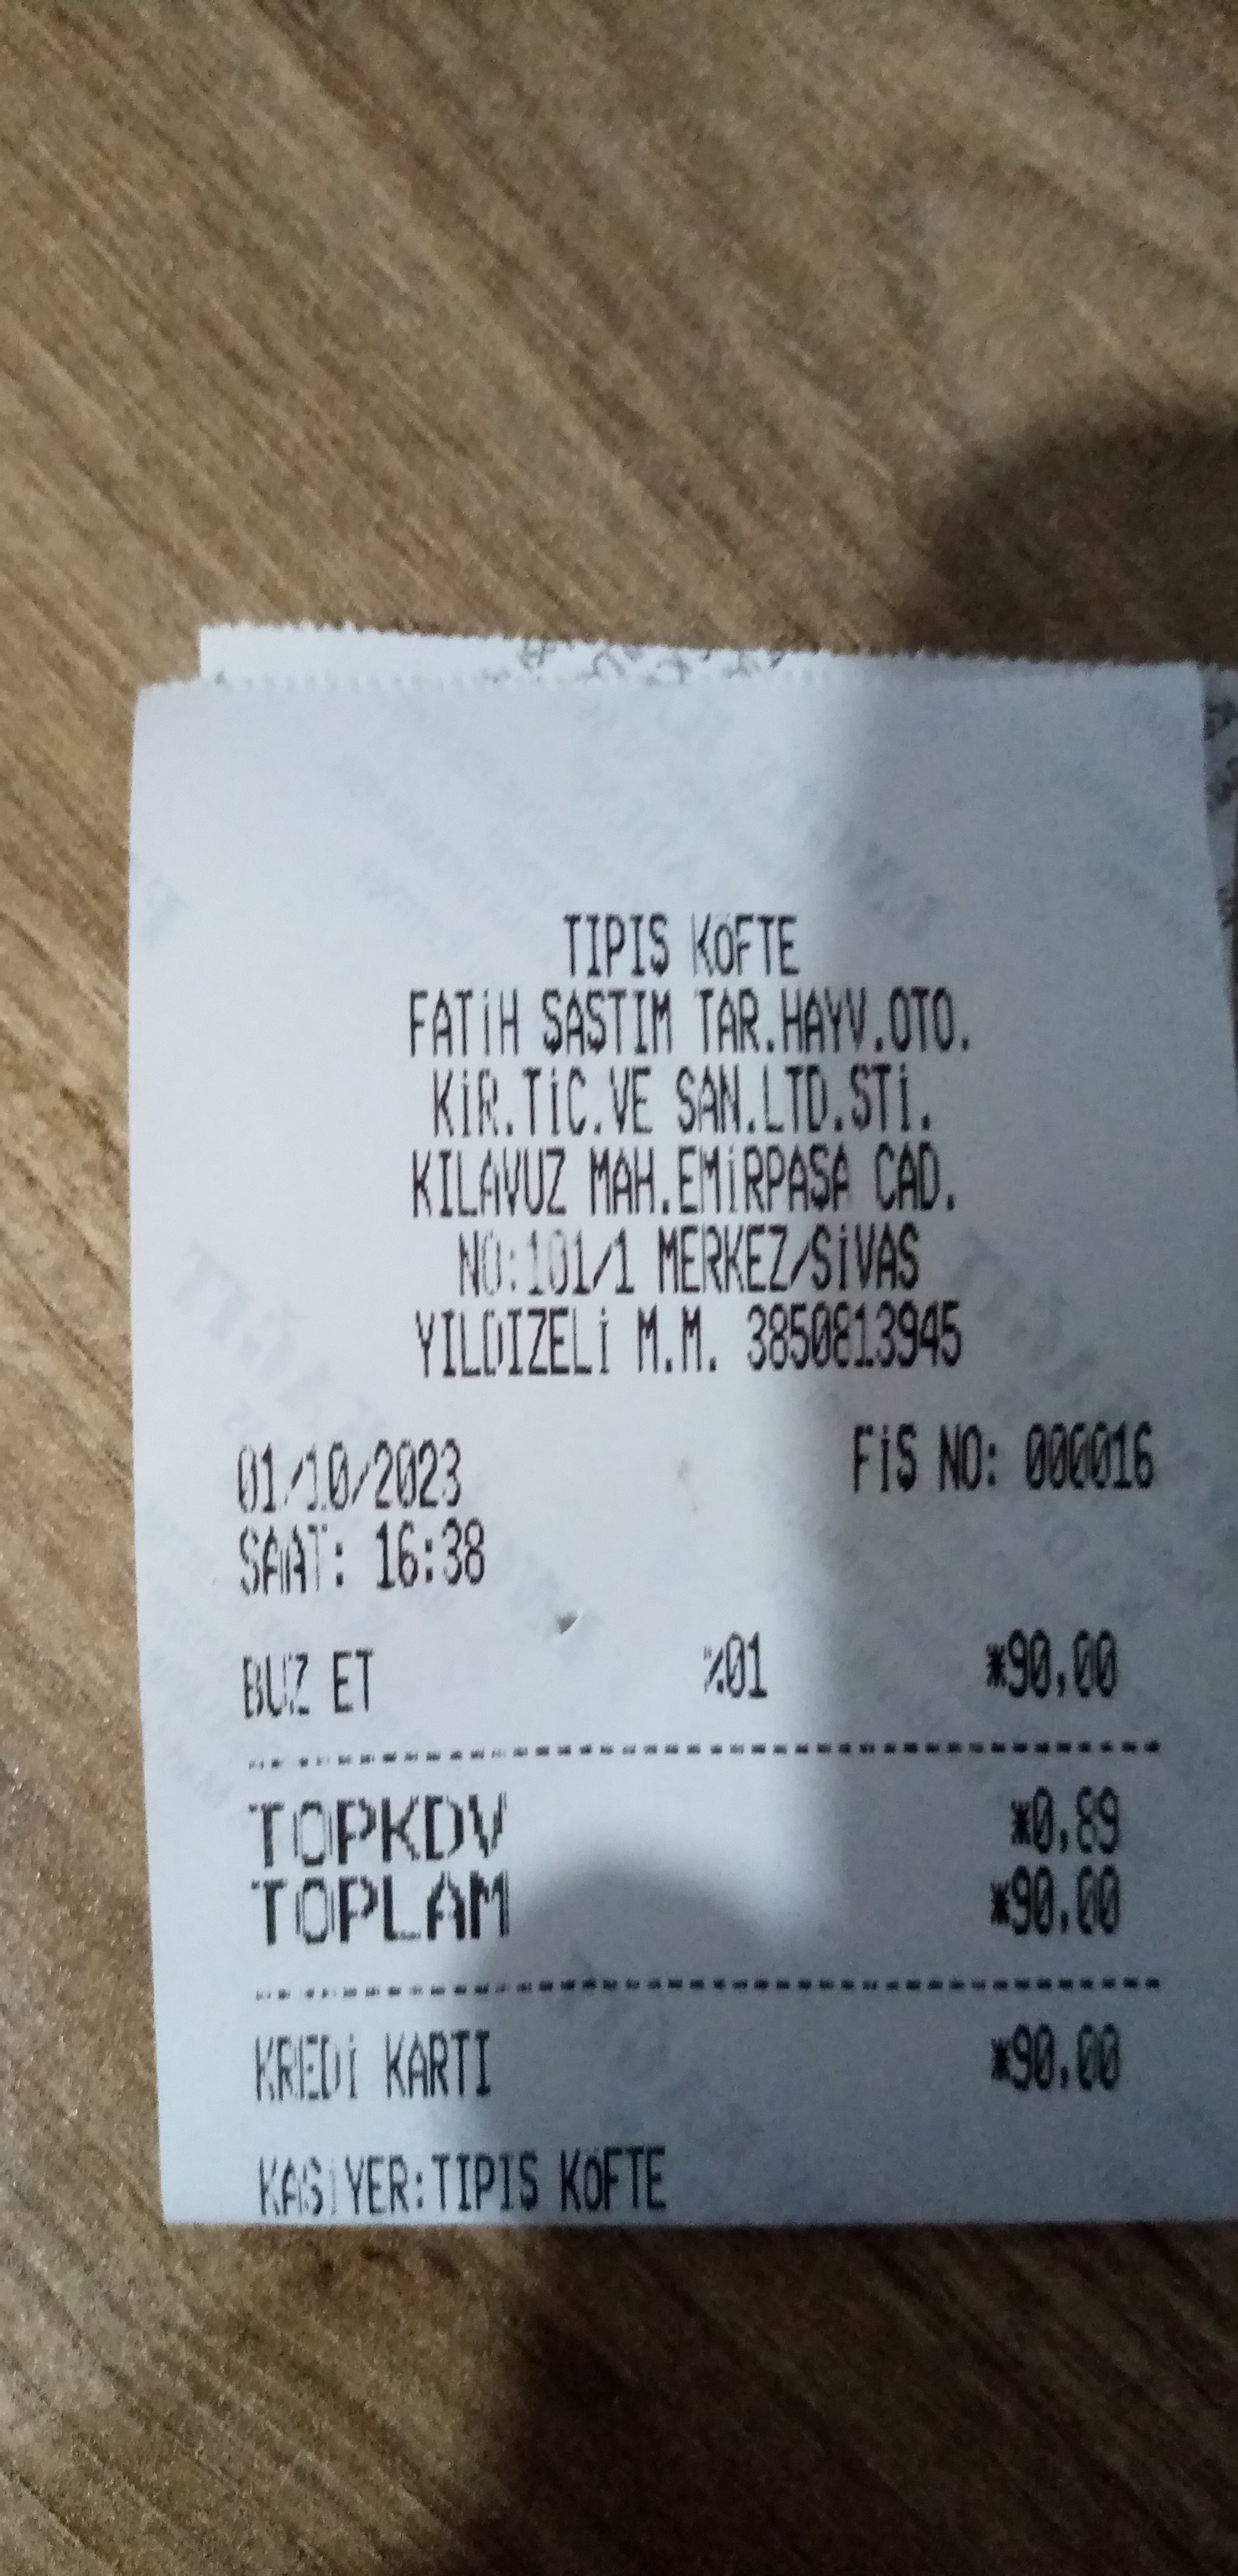 TIPIŞ KÖFTE
FATİH ŞAŞTIM TAR.HAYV.OTO.
KİR.TİC.VE SAN.LTD.ŞTİ.
KILAVUZ MAH.EMİRPAŞA CAD.
NO:101/1 MERKEZ/SİVAS
YILDIZELİ M.M. 3850813945
01/10/2023 FİŞ NO: 000016
SAAT: 16:38
BUZ ET %01 *90,00
TOPKDV *0,89
TOPLAM *90,00
KREDİ KARTI *90,00
KASİYER:TIPIŞ KÖFTE